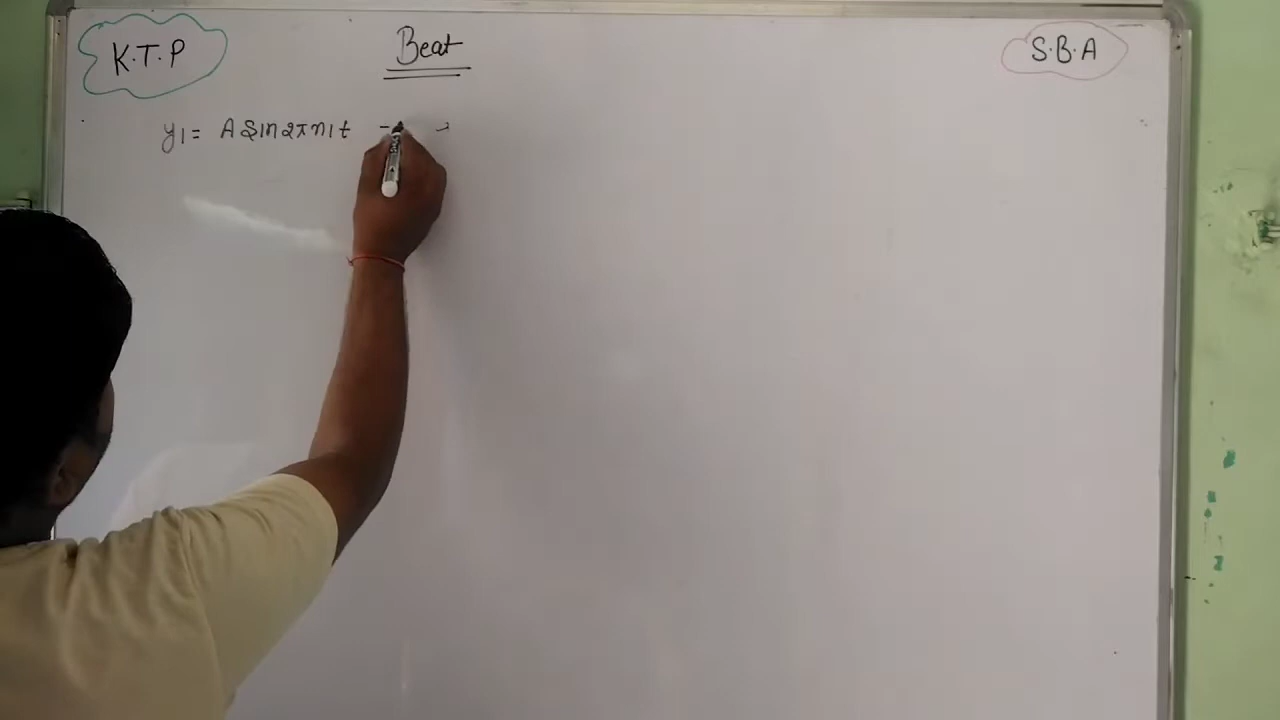 K.T.P
Beat
S.B.A
y1 = A Sin2πn1t